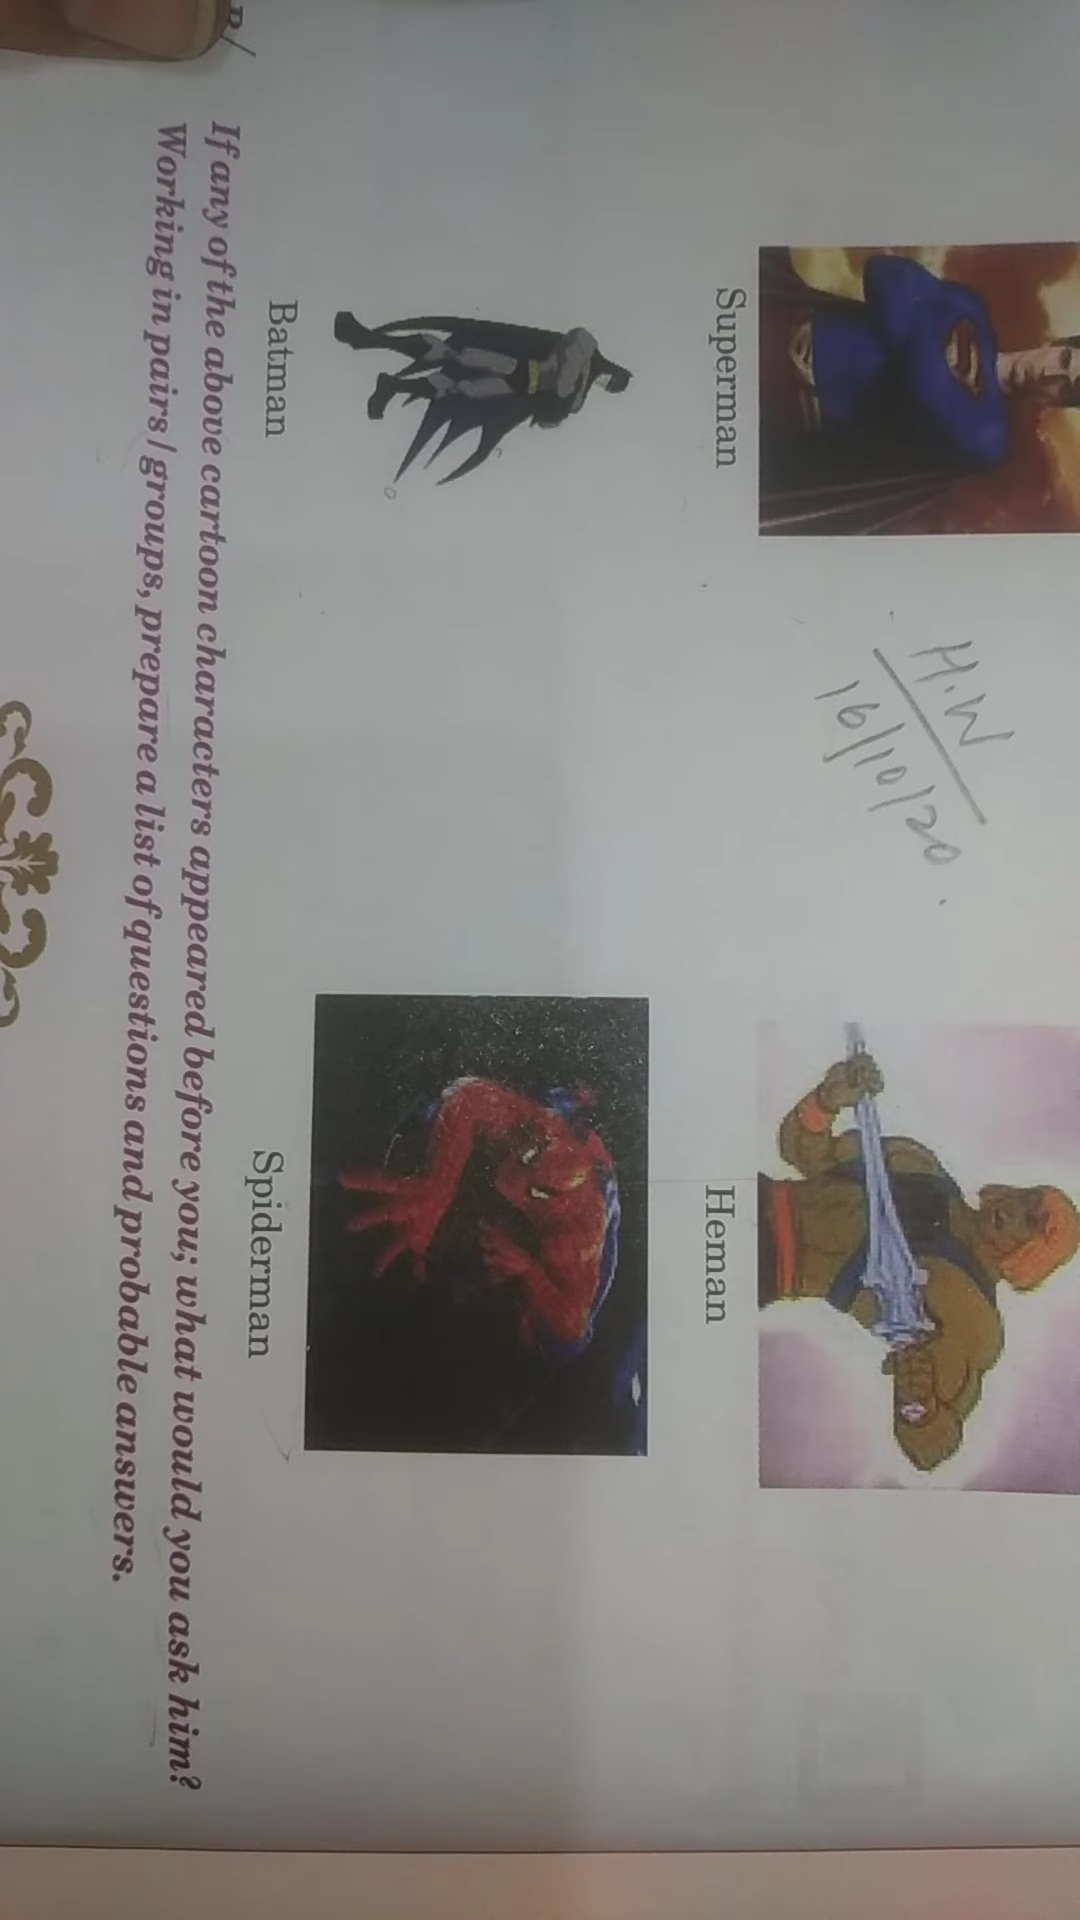 Superman
Heman
H.W
16/10/20.
Batman
Spiderman
If any of the above cartoon characters appeared before you; what would you ask him?
Working in pairs/groups, prepare a list of questions and probable answers.